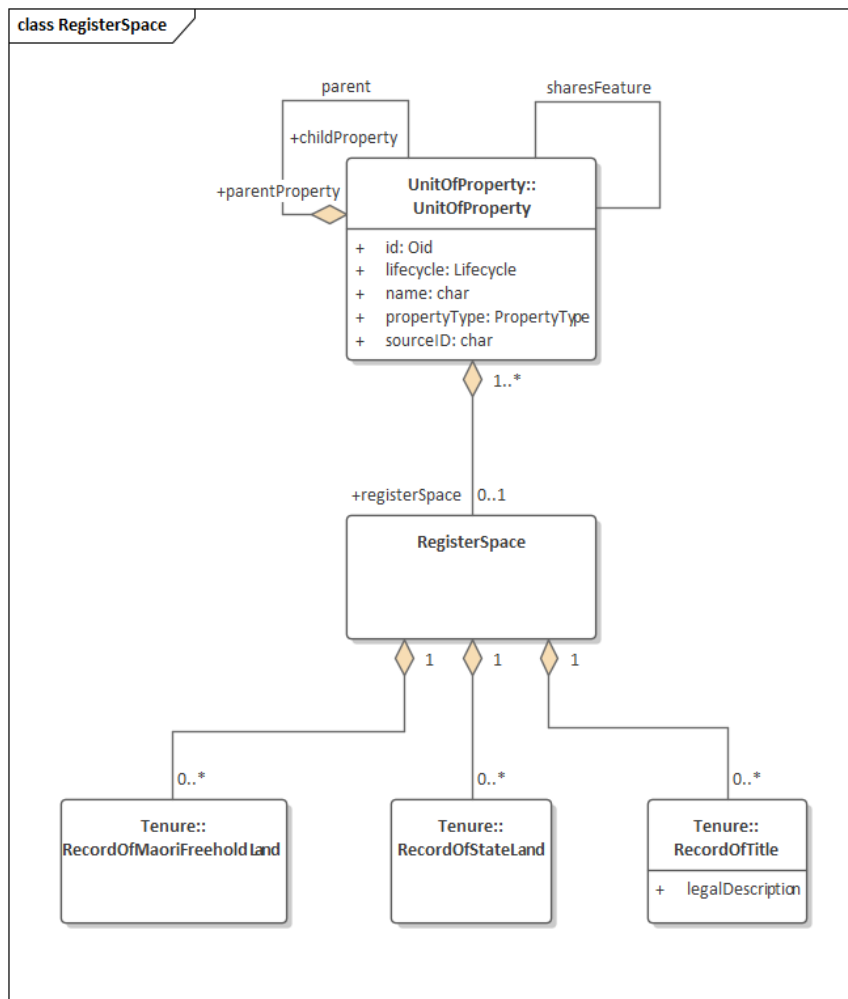 class RegisterSpace
parent
sharesFeature
+childProperty
+parentProperty
UnitOfProperty::
UnitOfProperty
+ id: Oid
+ lifecycle: Lifecycle
+ name: char
+ propertyType: PropertyType
+ sourceID: char
1..*
+registerSpace 0..1
RegisterSpace
1 1 1
0..* 0..* 0..*
Tenure::
RecordOfMaoriFreeholdLand
Tenure::
RecordOfStateLand
Tenure::
RecordOfTitle
+ legalDescription